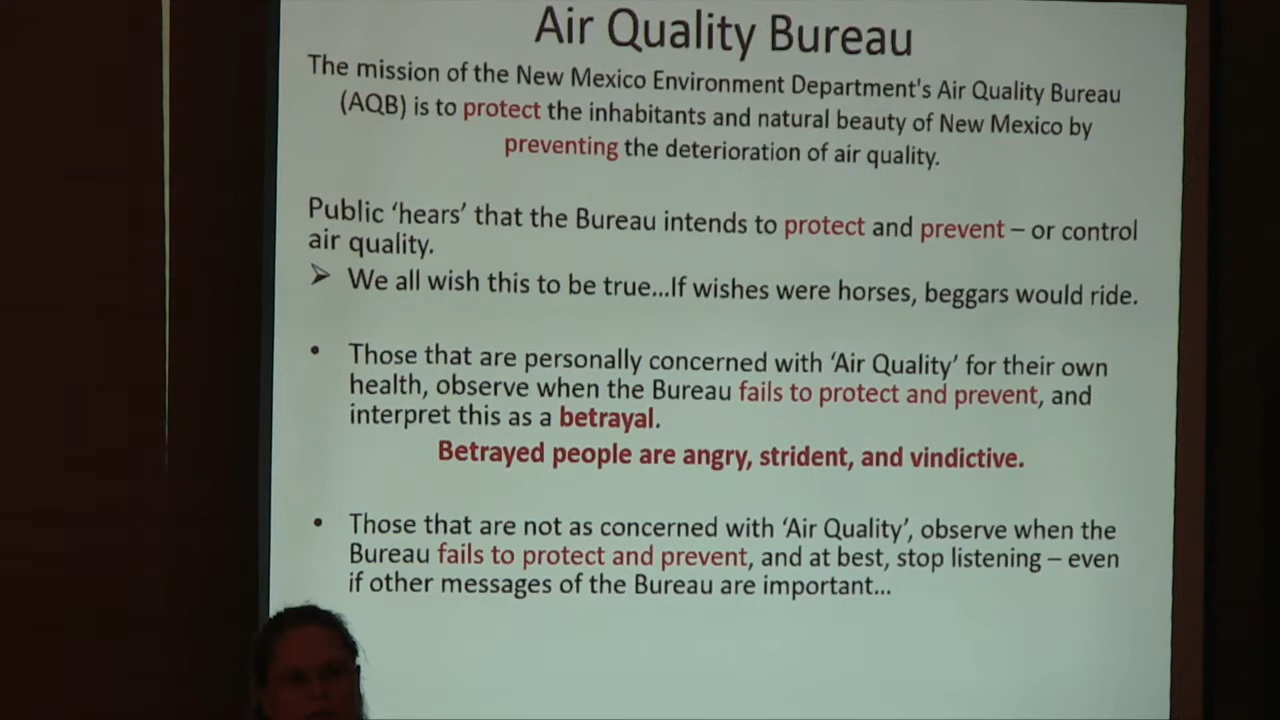 Air Quality Bureau
The mission of the New Mexico Environment Department's Air Quality Bureau
(AQB) is to protect the inhabitants and natural beauty of New Mexico by
preventing the deterioration of air quality.
Public ‘hears’ that the Bureau intends to protect and prevent – or control
air quality.
➢ We all wish this to be true...If wishes were horses, beggars would ride.
• Those that are personally concerned with ‘Air Quality’ for their own
health, observe when the Bureau fails to protect and prevent, and
interpret this as a betrayal.
Betrayed people are angry, strident, and vindictive.
• Those that are not as concerned with ‘Air Quality’, observe when the
Bureau fails to protect and prevent, and at best, stop listening – even
if other messages of the Bureau are important...